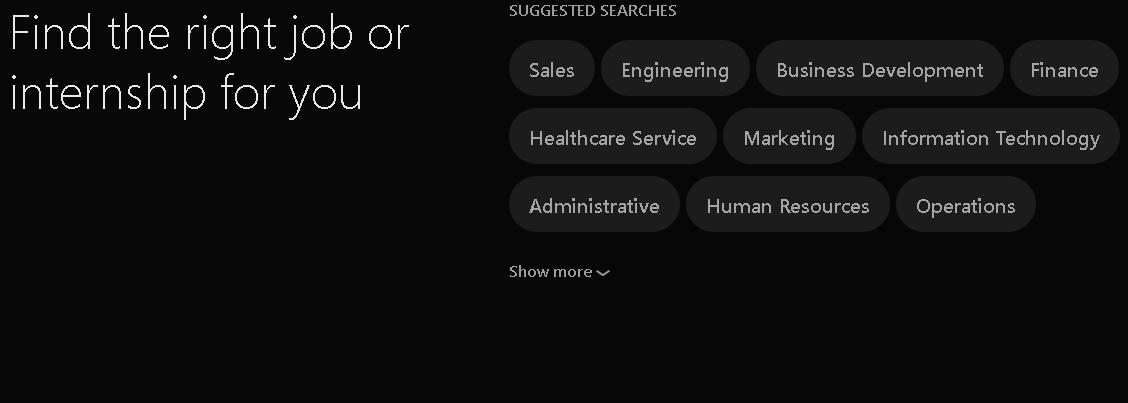 Find the right job or
internship for you
SUGGESTED SEARCHES
Sales Engineering Business Development Finance
Healthcare Service Marketing Information Technology
Administrative Human Resources Operations
Show more